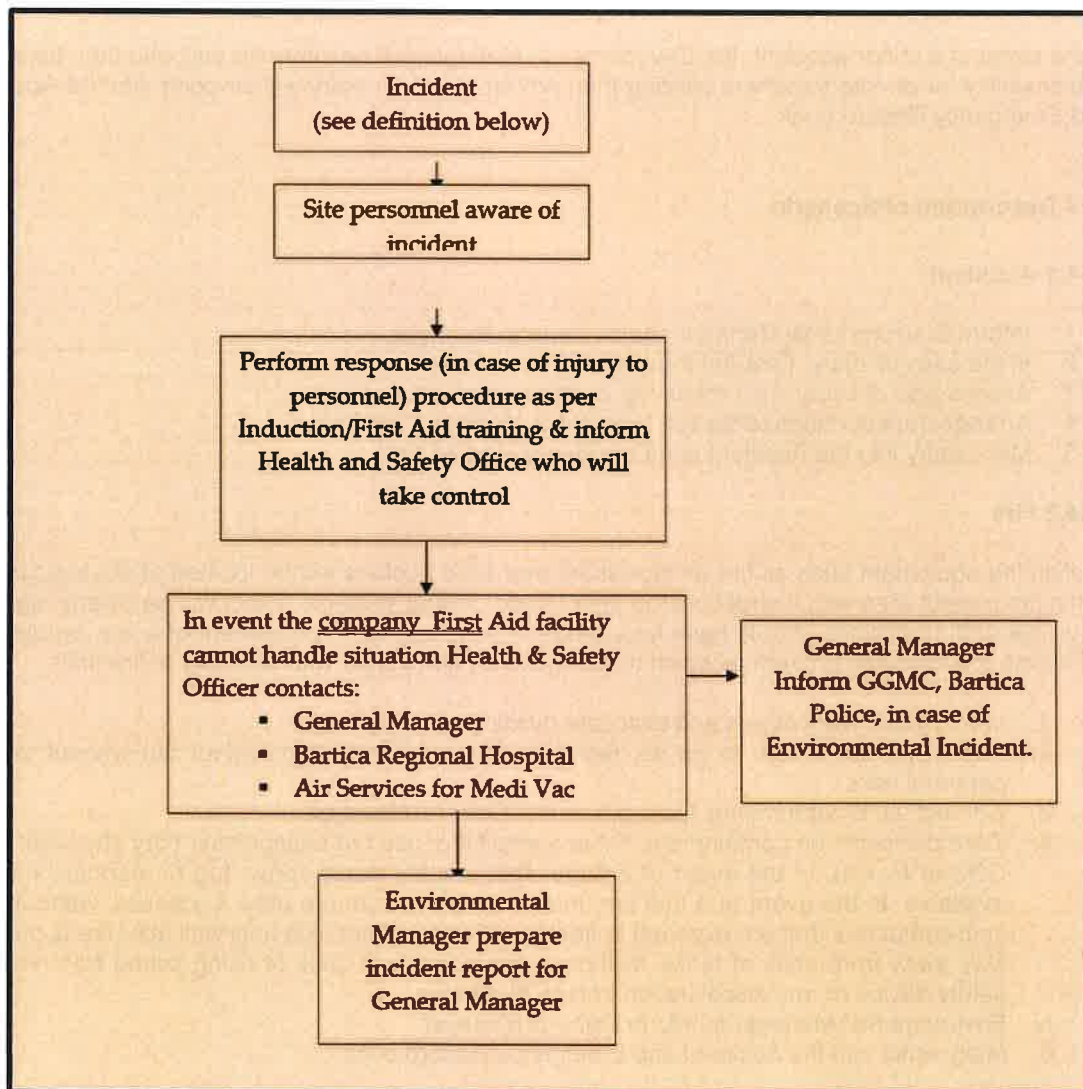 Incident
(see definition below)
Site personnel aware of
incident
Perform response (in case of injury to
personnel) procedure as per
Induction/First Aid training & inform
Health and Safety Office who will
take control
In event the company First Aid facility
cannot handle situation Health & Safety
Officer contacts:
▪ General Manager
▪ Bartica Regional Hospital
▪ Air Services for Medi Vac
General Manager
Inform GGMC, Bartica
Police, in case of
Environmental Incident.
Environmental
Manager prepare
incident report for
General Manager